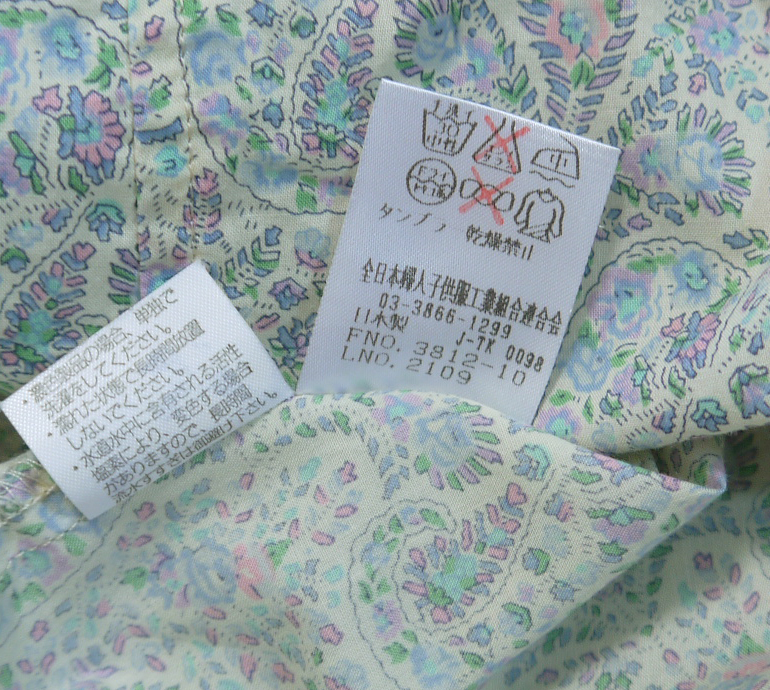 ・着色製品の場合、単独で
洗濯をしてください。
・濡れた状態で長時間放置
しないでください。
・水道水中に含有される活性
塩素により、変色する場合
がありますので、長時間
中
タンブラー乾燥禁止
全日本婦人子供服工業組合連合会
03-3866-1299
日本製 J-7K 0098
FNO. 3812-10
LNO. 2109